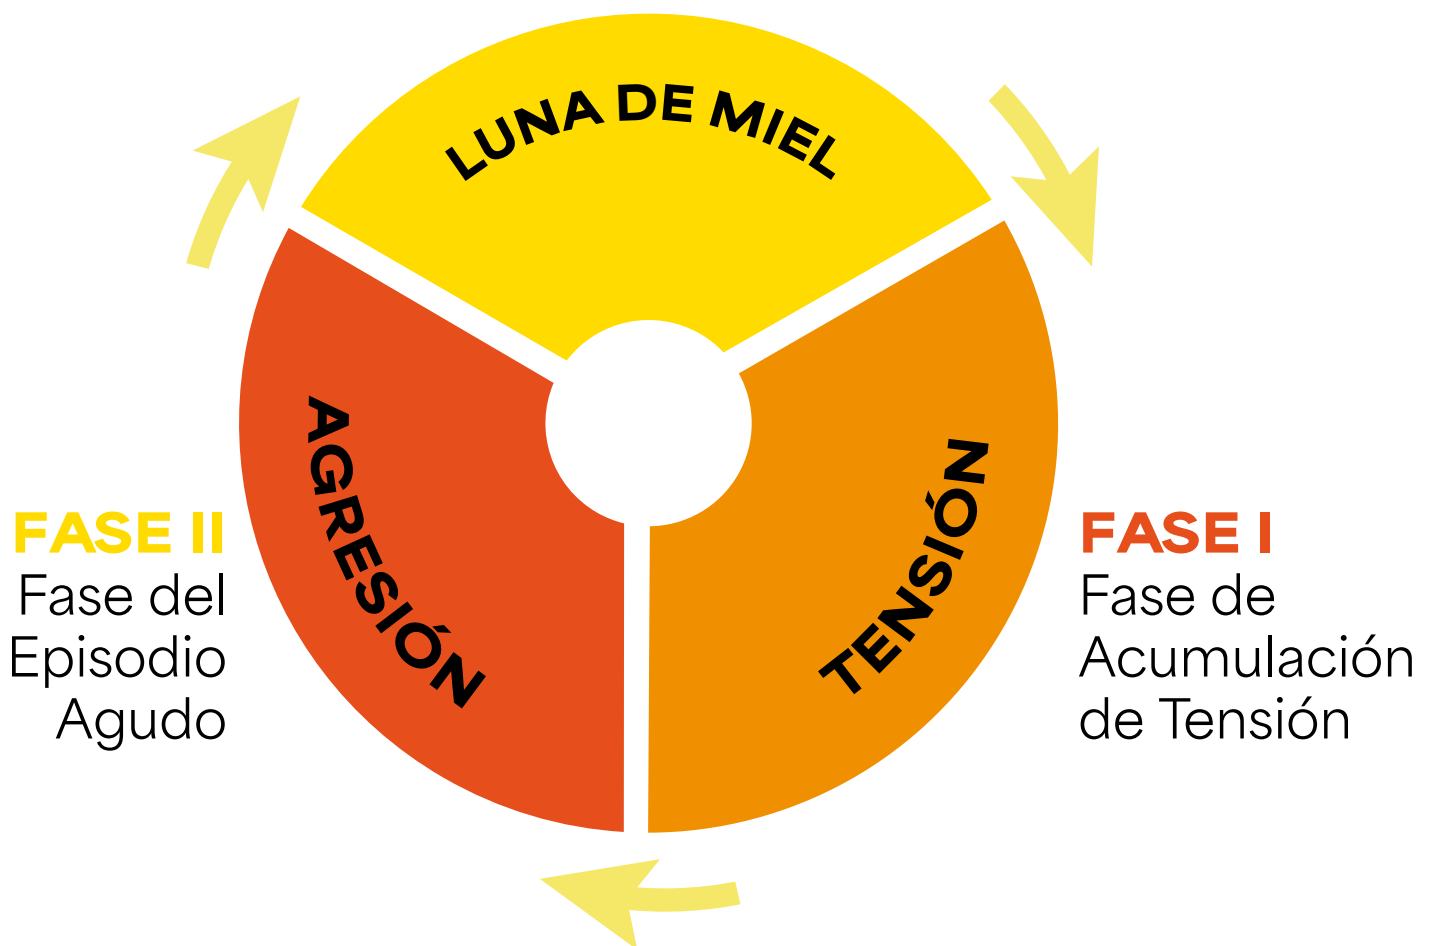 LUNA DE MIEL
AGRESIÓN
TENSIÓN
FASE II
Fase del
Episodio
Agudo
FASE I
Fase de
Acumulación
de Tensión